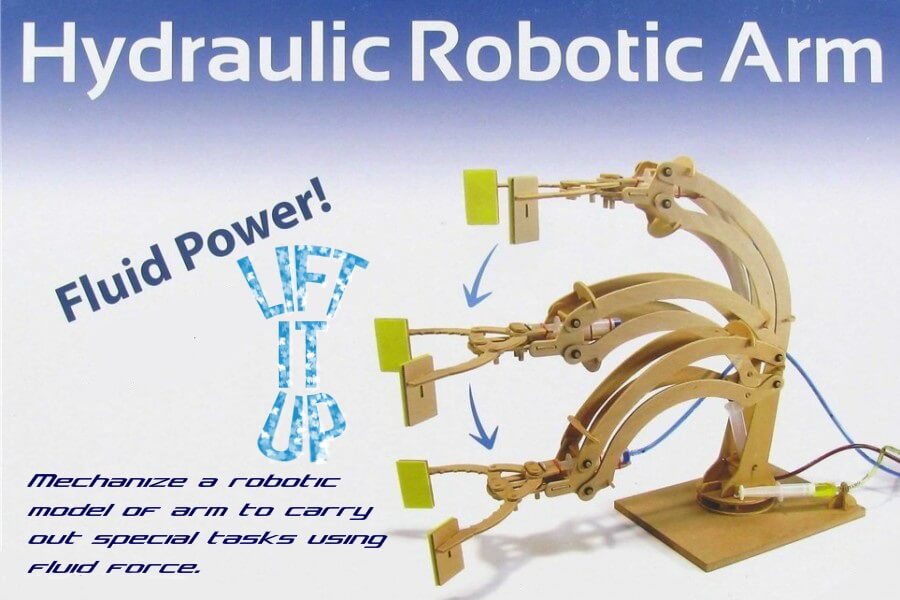 Hydraulic Robotic Arm
Fluid Power!
LIFT
IT
UP
Mechanize a robotic
model of arm to carry
out special tasks using
fluid force.